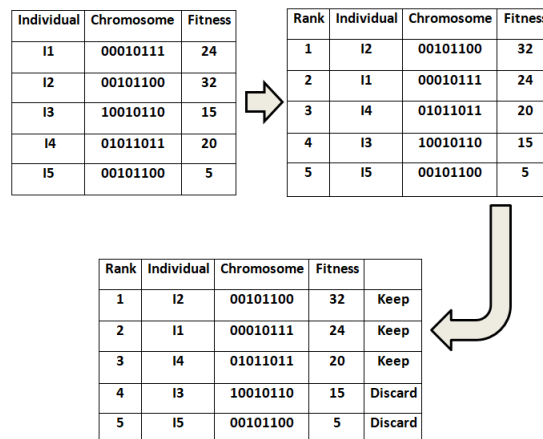 Individual Chromosome Fitness
I1 00010111 24
I2 00101100 32
I3 10010110 15
I4 01011011 20
I5 00101100 5
Rank Individual Chromosome Fitness
1 I2 00101100 32
2 I1 00010111 24
3 I4 01011011 20
4 I3 10010110 15
5 I5 00101100 5
Rank Individual Chromosome Fitness
1 I2 00101100 32 Keep
2 I1 00010111 24 Keep
3 I4 01011011 20 Keep
4 I3 10010110 15 Discard
5 I5 00101100 5 Discard